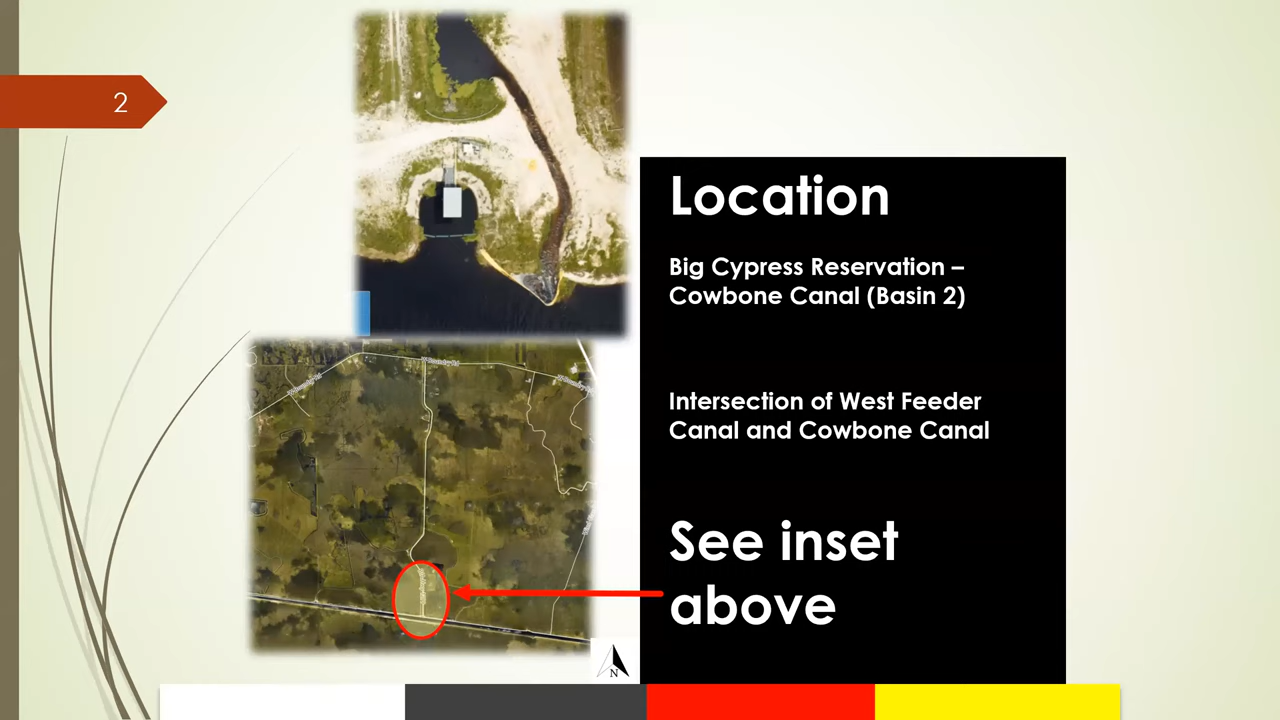 2
Location
Big Cypress Reservation –
Cowbone Canal (Basin 2)
Intersection of West Feeder
Canal and Cowbone Canal
See inset
above
N